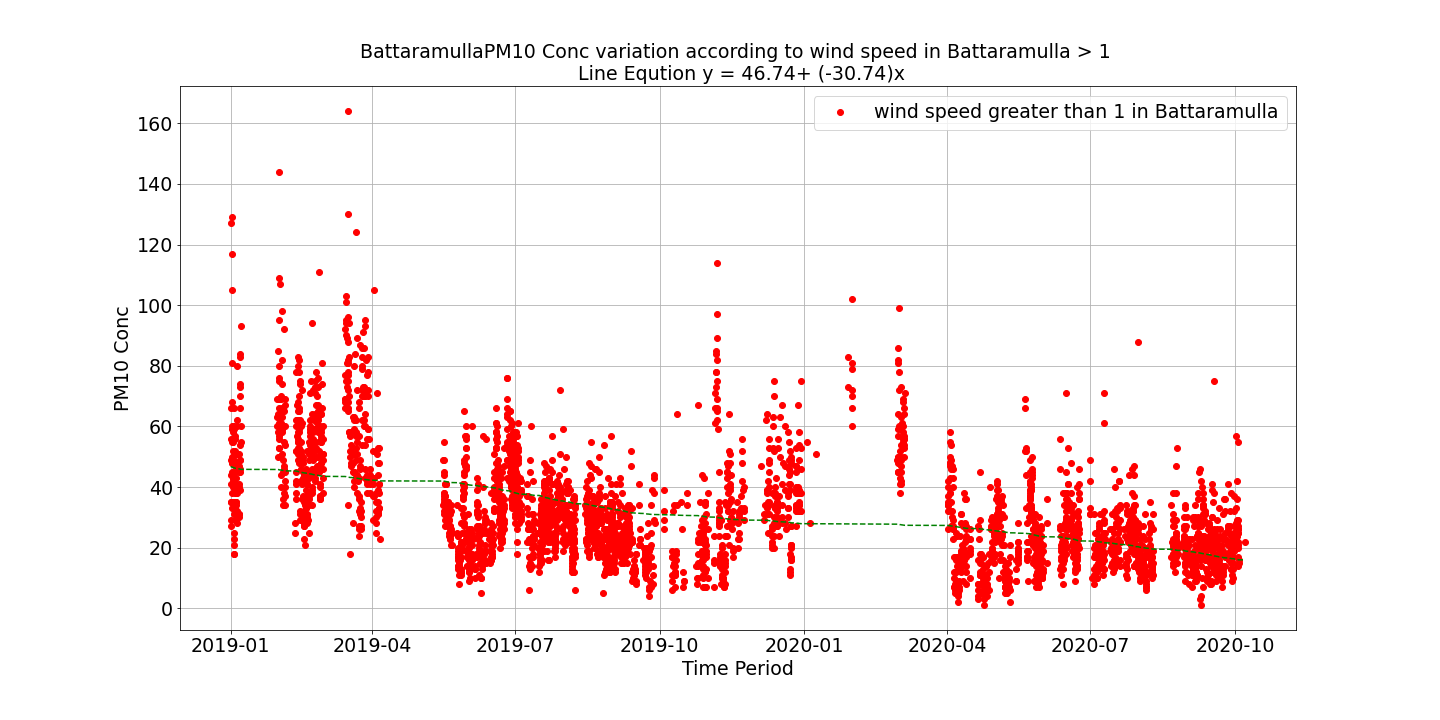 BattaramullaPM10 Conc variation according to wind speed in Battaramulla > 1
Line Eqution y = 46.74+ (-30.74)x
wind speed greater than 1 in Battaramulla
PM10 Conc
160
140
120
100
80
60
40
20
0
2019-01 2019-04 2019-07 2019-10 2020-01 2020-04 2020-07 2020-10
Time Period